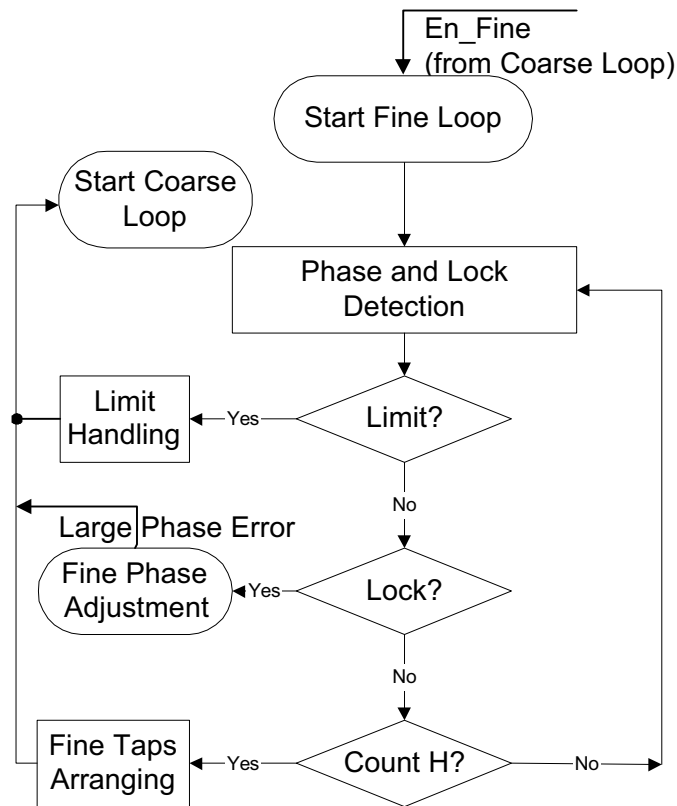 En_Fine
(from Coarse Loop)
Start Fine Loop
Start Coarse
Loop
Phase and Lock
Detection
Limit
Handling
Yes
Limit?
No
Large Phase Error
Fine Phase
Adjustment
Yes
Lock?
No
Fine Taps
Arranging
Yes
Count H?
No